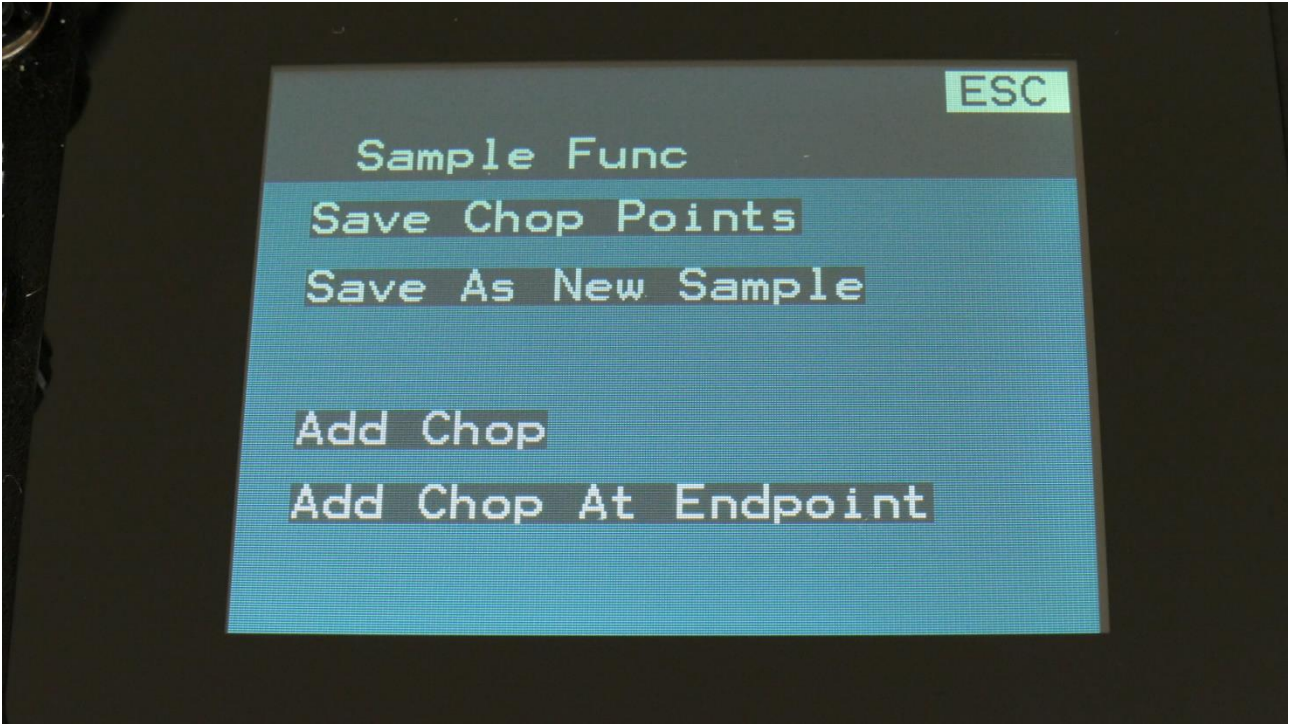 ESC
Sample Func
Save Chop Points
Save As New Sample
Add Chop
Add Chop At Endpoint